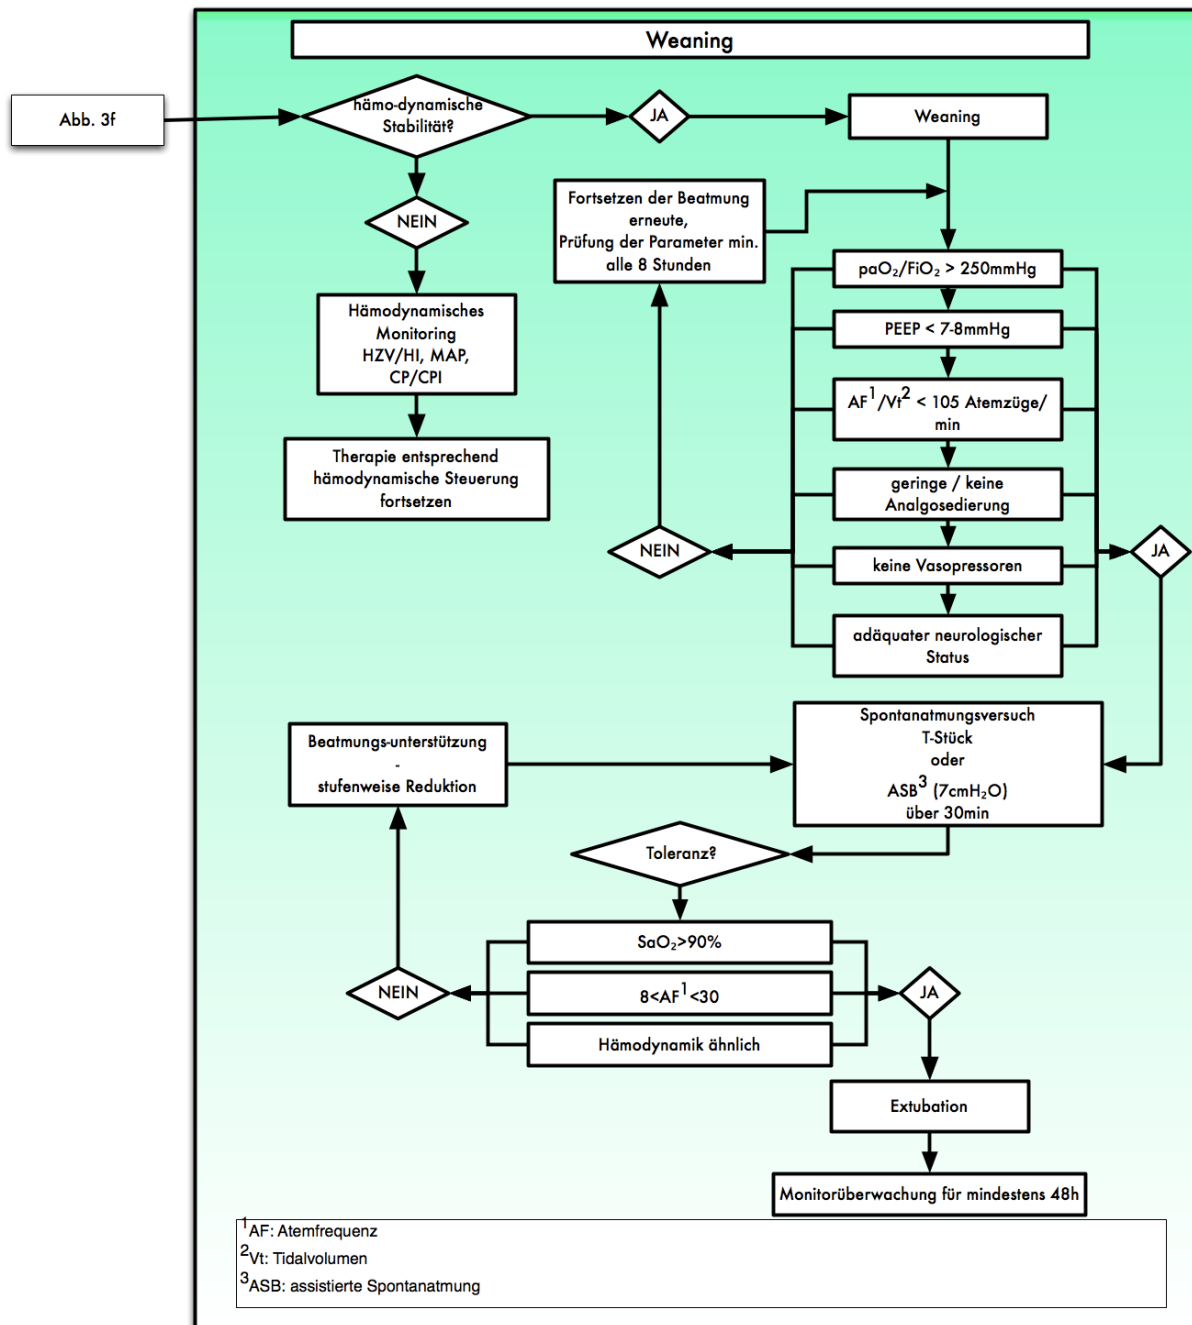 Weaning
Abb. 3f
hämo-dynamische
Stabilität?
JA
Weaning
NEIN
Fortsetzen der Beatmung
erneute,
Prüfung der Parameter min.
alle 8 Stunden
paO₂/FiO₂ > 250mmHg
Hämodynamisches
Monitoring
HZV/HI, MAP,
CP/CPI
PEEP < 7-8mmHg
AF¹/Vt² < 105 Atemzüge/
min
Therapie entsprechend
hämodynamische Steuerung
fortsetzen
geringe / keine
Analgosedierung
NEIN
keine Vasopressoren
JA
adäquater neurologischer
Status
Spontanatmungsversuch
T-Stück
oder
ASB³ (7cmH₂O)
über 30min
Beatmungs-unterstützung
-
stufenweise Reduktion
Toleranz?
SaO₂>90%
NEIN
8<AF¹<30
JA
Hämodynamik ähnlich
Extubation
Monitorüberwachung für mindestens 48h
¹AF: Atemfrequenz
²Vt: Tidalvolumen
³ASB: assistierte Spontanatmung